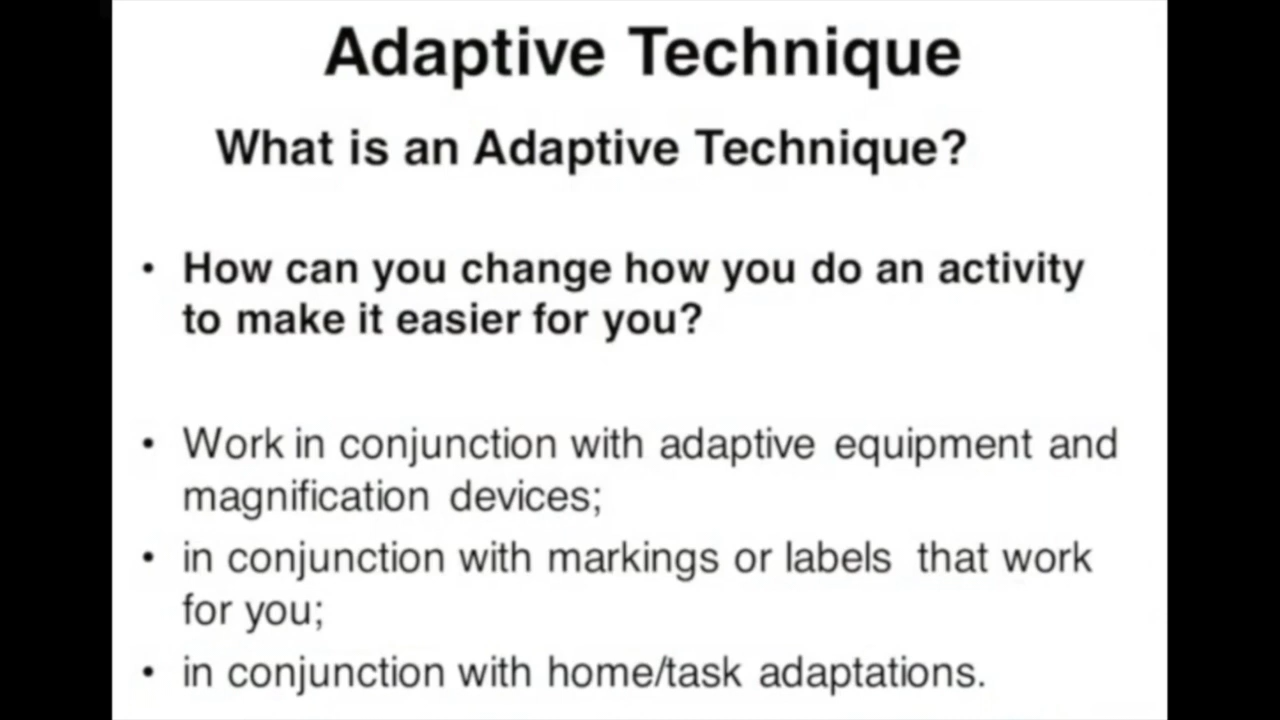 Adaptive Technique
What is an Adaptive Technique?
• How can you change how you do an activity
to make it easier for you?
• Work in conjunction with adaptive equipment and
magnification devices;
• in conjunction with markings or labels that work
for you;
• in conjunction with home/task adaptations.